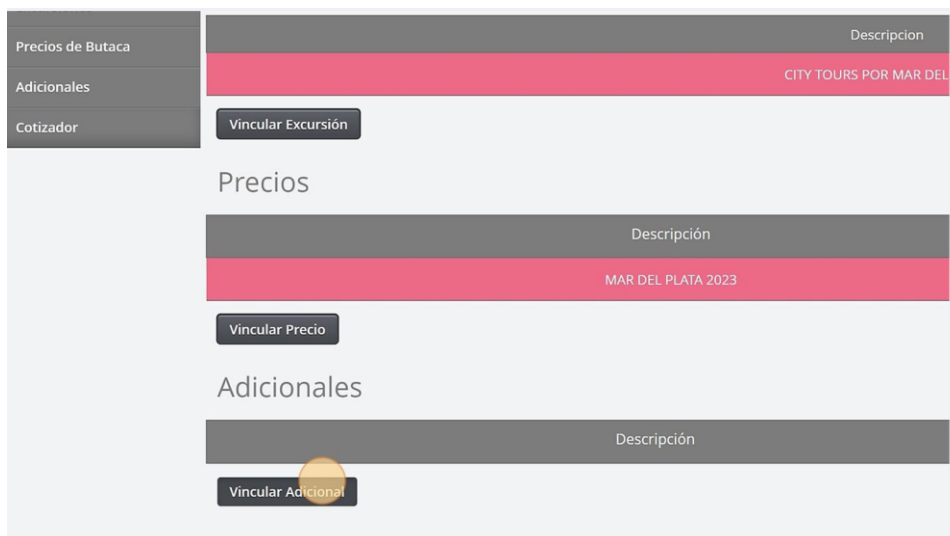 Precios de Butaca
Adicionales
Cotizador
Descripcion
CITY TOURS POR MAR DEL
Vincular Excursión
Precios
Descripción
MAR DEL PLATA 2023
Vincular Precio
Adicionales
Descripción
Vincular Adicional